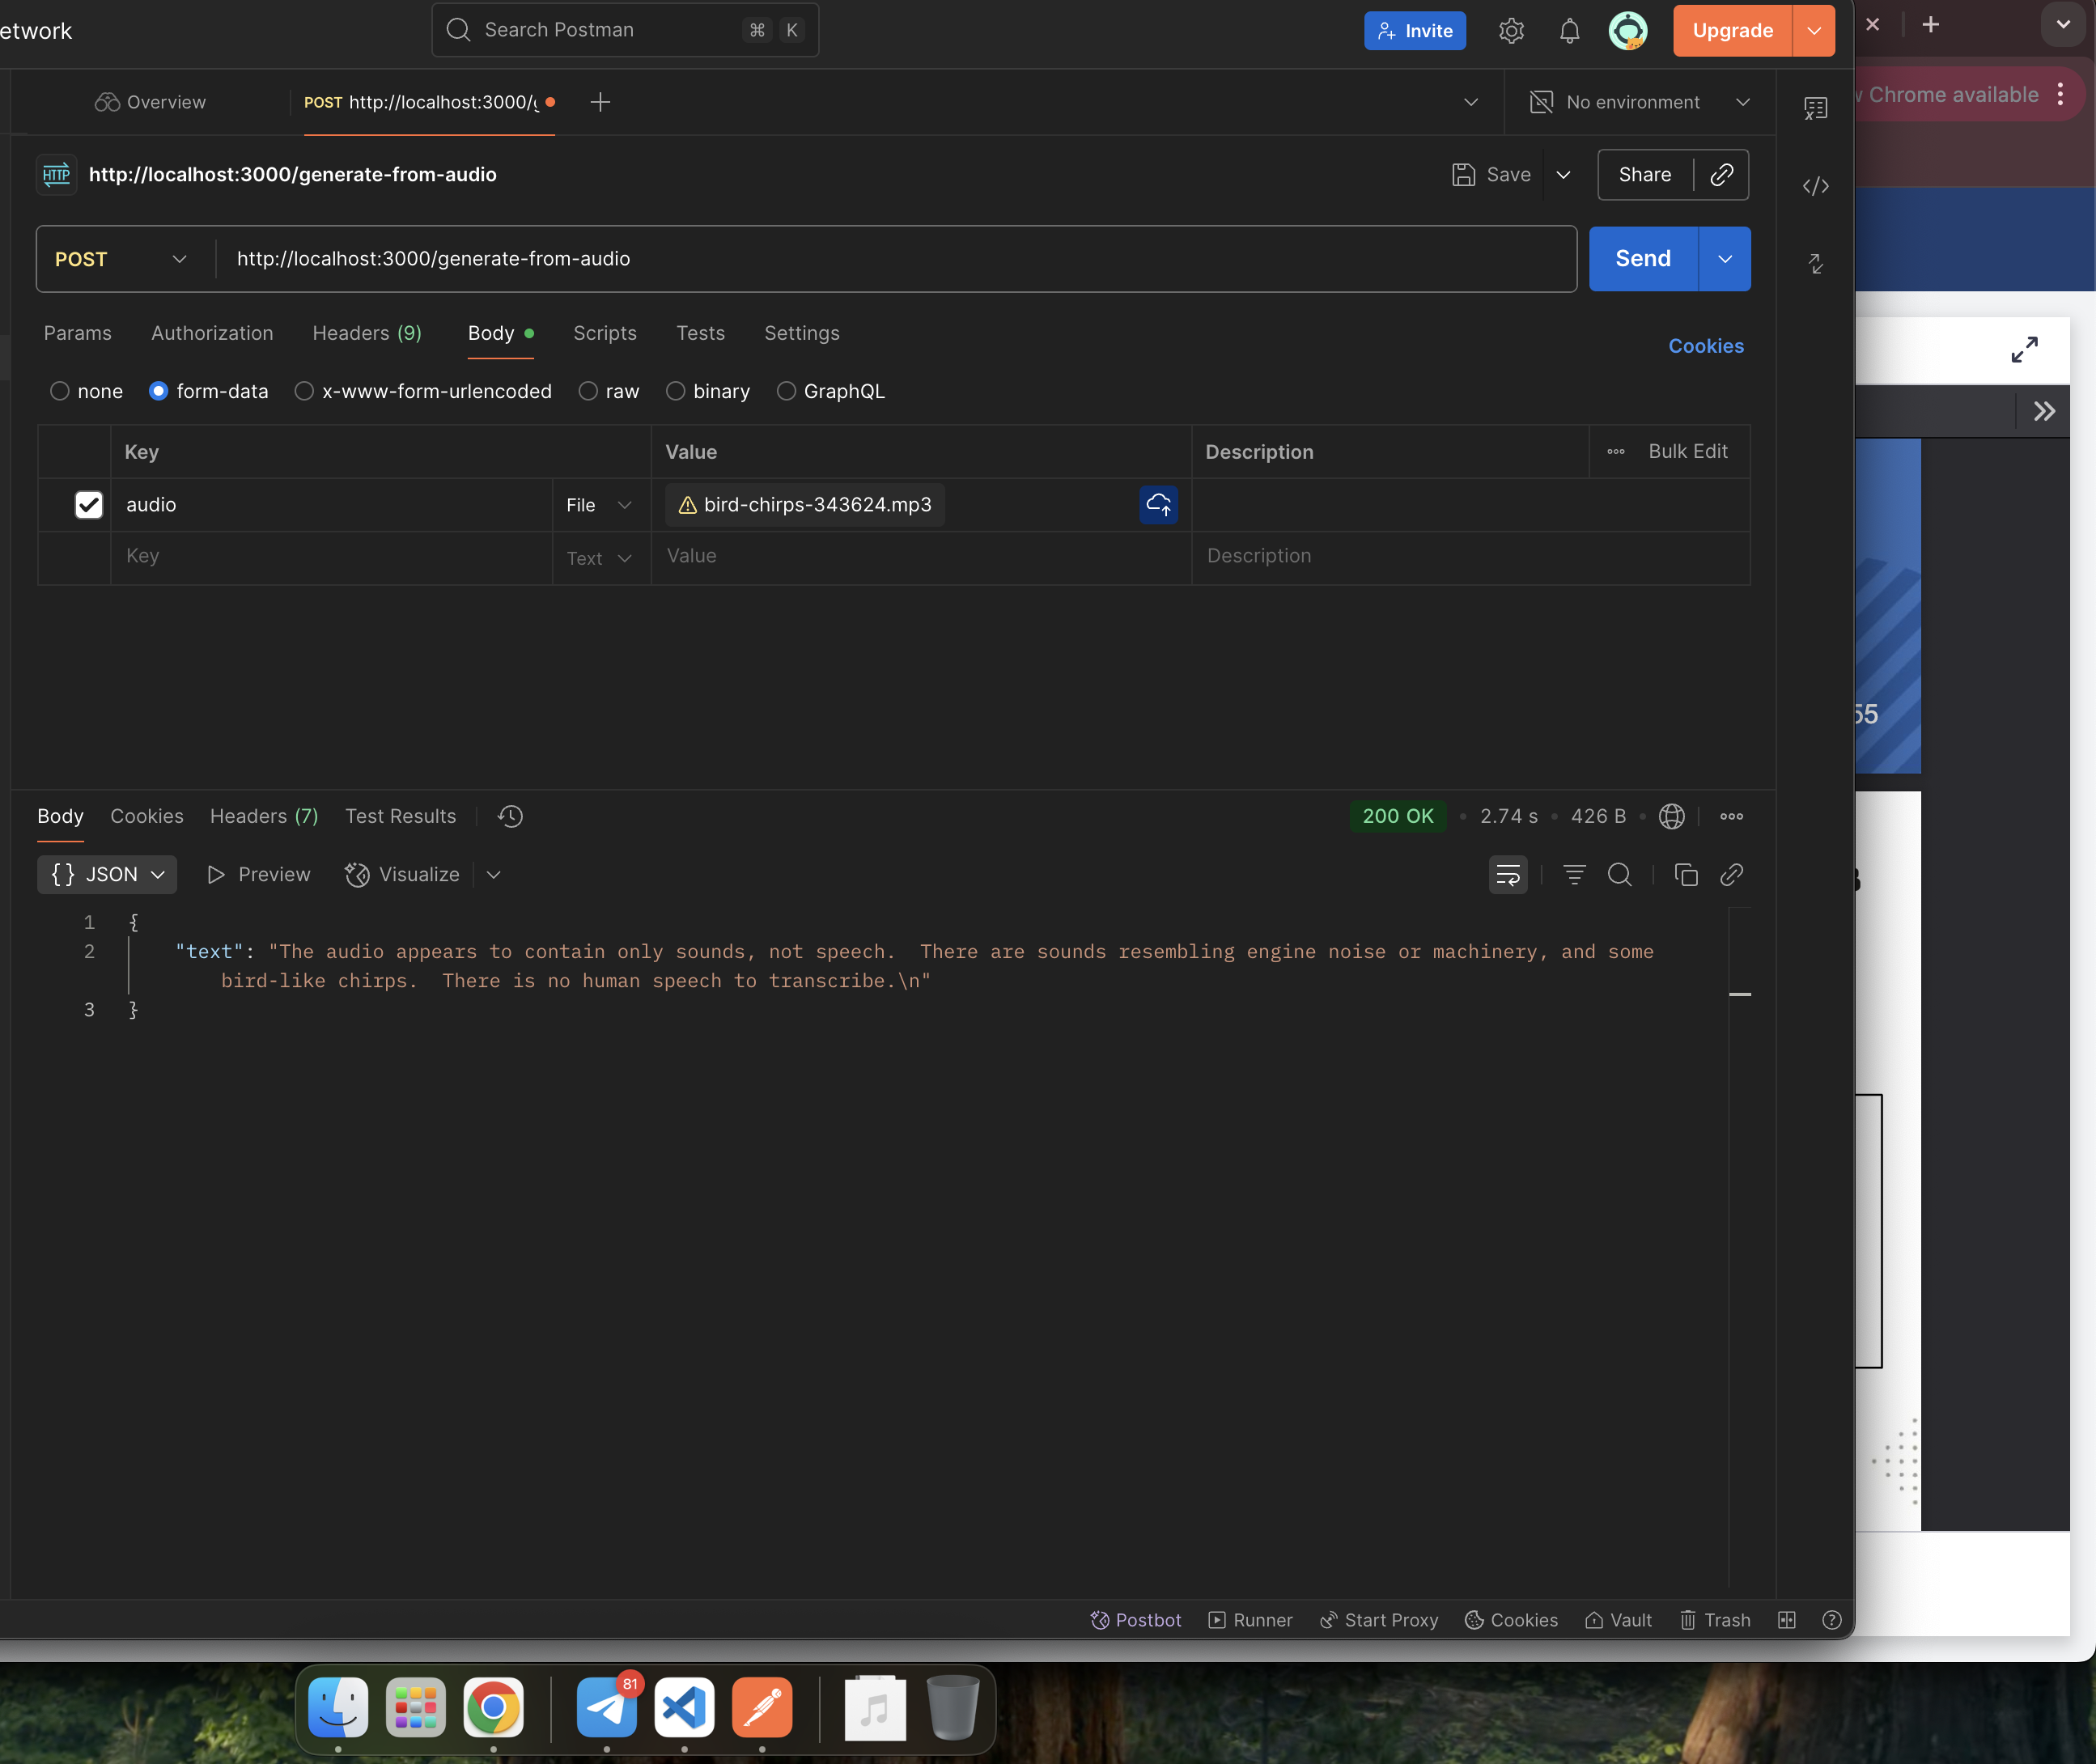 etwork
Search Postman
⌘ K
Invite
Upgrade
Chrome available
Overview
POST http://localhost:3000/
No environment
HTTP
http://localhost:3000/generate-from-audio
Save
Share
POST
http://localhost:3000/generate-from-audio
Send
Params Authorization Headers (9) Body Scripts Tests Settings
Cookies
none form-data x-www-form-urlencoded raw binary GraphQL
Key Value Description Bulk Edit
audio File bird-chirps-343624.mp3
Key Text Value Description
55
Body Cookies Headers (7) Test Results
200 OK • 2.74 s • 426 B
{} JSON Preview Visualize
1 {
2 "text": "The audio appears to contain only sounds, not speech.  There are sounds resembling engine noise or machinery, and some
bird-like chirps.  There is no human speech to transcribe.\n"
3 }
Postbot Runner Start Proxy Cookies Vault Trash
81